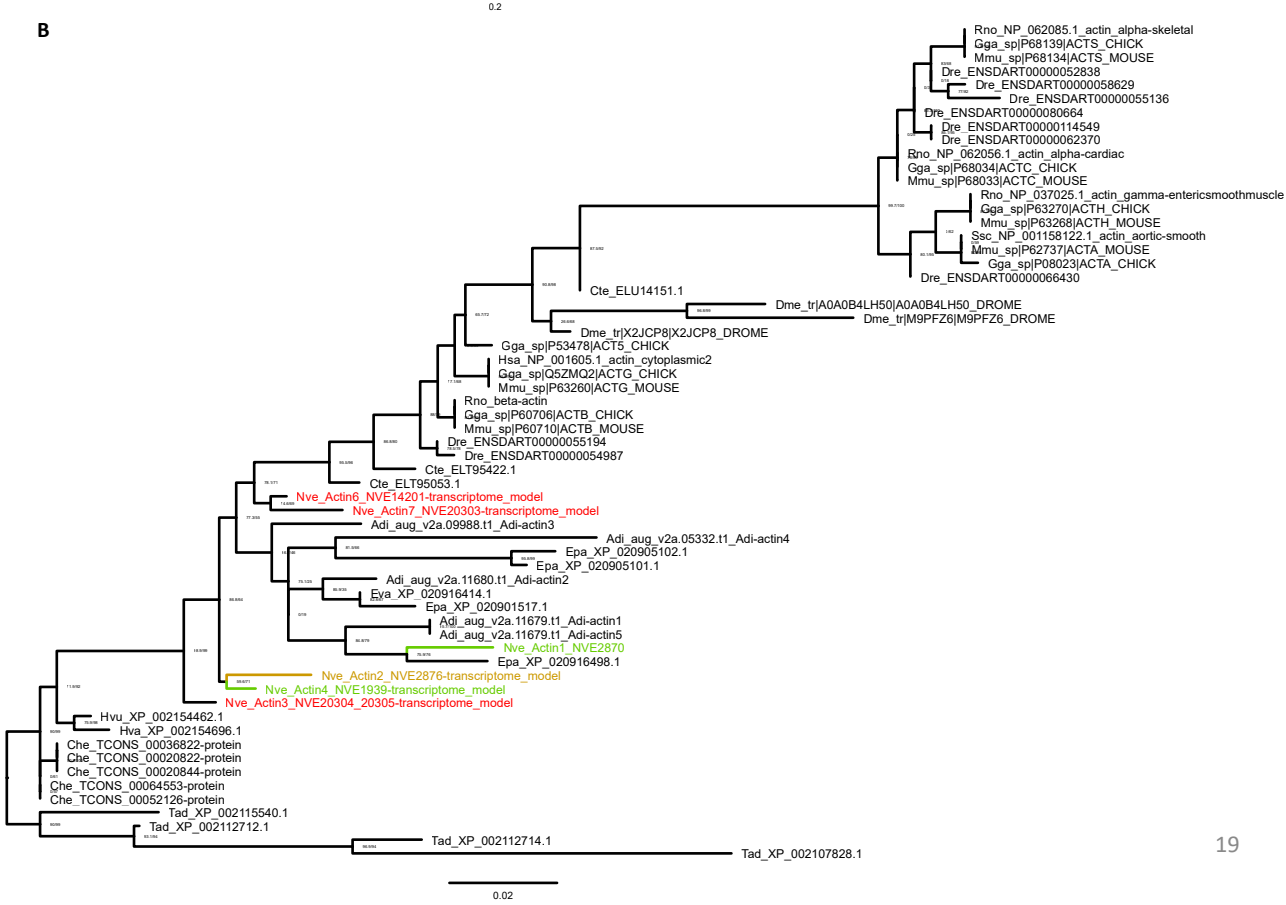 0.2
B
Rno_NP_062085.1_actin_alpha-skeletal
Gga_sp|P68139|ACTS_CHICK
Mmu_sp|P68134|ACTS_MOUSE
Dre_ENSDART00000052838
Dre_ENSDART00000058629
Dre_ENSDART00000055136
Dre_ENSDART00000080664
Dre_ENSDART00000114549
Dre_ENSDART00000062370
Rno_NP_062056.1_actin_alpha-cardiac
Gga_sp|P68034|ACTC_CHICK
Mmu_sp|P68033|ACTC_MOUSE
Rno_NP_037025.1_actin_gamma-entericsmoothmuscle
Gga_sp|P63270|ACTH_CHICK
Mmu_sp|P63268|ACTH_MOUSE
Ssc_NP_001158122.1_actin_aortic-smooth
Mmu_sp|P62737|ACTA_MOUSE
Gga_sp|P08023|ACTA_CHICK
Dre_ENSDART00000066430
Cte_ELU14151.1
Dme_tr|A0A0B4LH50|A0A0B4LH50_DROME
Dme_tr|M9PFZ6|M9PFZ6_DROME
Dme_tr|X2JCP8|X2JCP8_DROME
Gga_sp|P53478|ACT5_CHICK
Hsa_NP_001605.1_actin_cytoplasmic2
Gga_sp|Q5ZMQ2|ACTG_CHICK
Mmu_sp|P63260|ACTG_MOUSE
Rno_beta-actin
Gga_sp|P60706|ACTB_CHICK
Mmu_sp|P60710|ACTB_MOUSE
Dre_ENSDART00000055194
Dre_ENSDART00000054987
Cte_ELT95422.1
Cte_ELT95053.1
Nve_Actin6_NVE14201-transcriptome_model
Nve_Actin7_NVE20303-transcriptome_model
Adi_aug_v2a.09988.t1_Adi-actin3
Adi_aug_v2a.05332.t1_Adi-actin4
Epa_XP_020905102.1
Epa_XP_020905101.1
Adi_aug_v2a.11680.t1_Adi-actin2
Eva_XP_020916414.1
Epa_XP_020901517.1
Adi_aug_v2a.11679.t1_Adi-actin1
Adi_aug_v2a.11679.t1_Adi-actin5
Nve_Actin1_NVE2870
Epa_XP_020916498.1
Nve_Actin2_NVE2876-transcriptome_model
Nve_Actin4_NVE1939-transcriptome_model
Nve_Actin3_NVE20304_20305-transcriptome_model
Hvu_XP_002154462.1
Hva_XP_002154696.1
Che_TCONS_00036822-protein
Che_TCONS_00020822-protein
Che_TCONS_00020844-protein
Che_TCONS_00064553-protein
Che_TCONS_00052126-protein
Tad_XP_002115540.1
Tad_XP_002112712.1
Tad_XP_002112714.1
Tad_XP_002107828.1
19
0.02